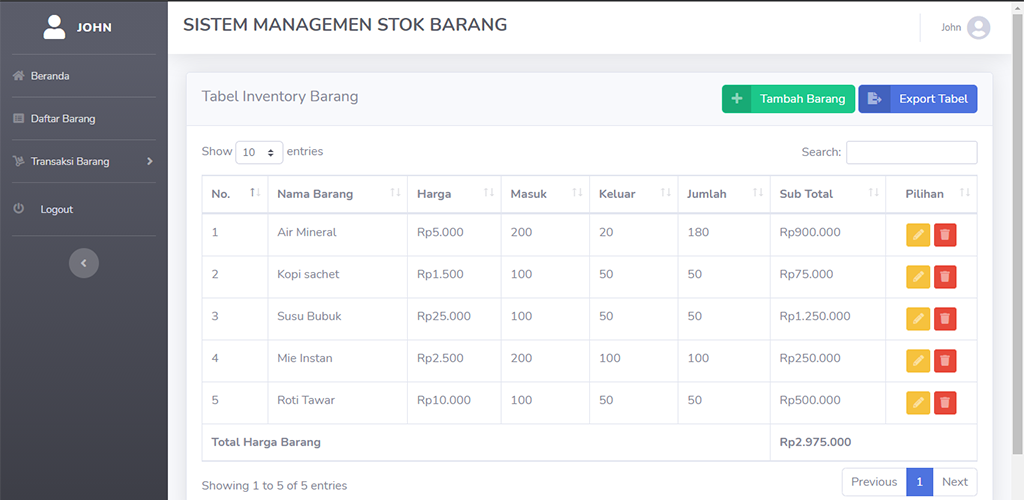 JOHN
SISTEM MANAGEMEN STOK BARANG
John
Beranda
Daftar Barang
Transaksi Barang
Logout
Tabel Inventory Barang
Tambah Barang
Export Tabel
Show 10 entries
Search:
No. Nama Barang Harga Masuk Keluar Jumlah Sub Total Pilihan
1 Air Mineral Rp5.000 200 20 180 Rp900.000
2 Kopi sachet Rp1.500 100 50 50 Rp75.000
3 Susu Bubuk Rp25.000 100 50 50 Rp1.250.000
4 Mie Instan Rp2.500 200 100 100 Rp250.000
5 Roti Tawar Rp10.000 100 50 50 Rp500.000
Total Harga Barang Rp2.975.000
Showing 1 to 5 of 5 entries
Previous 1 Next